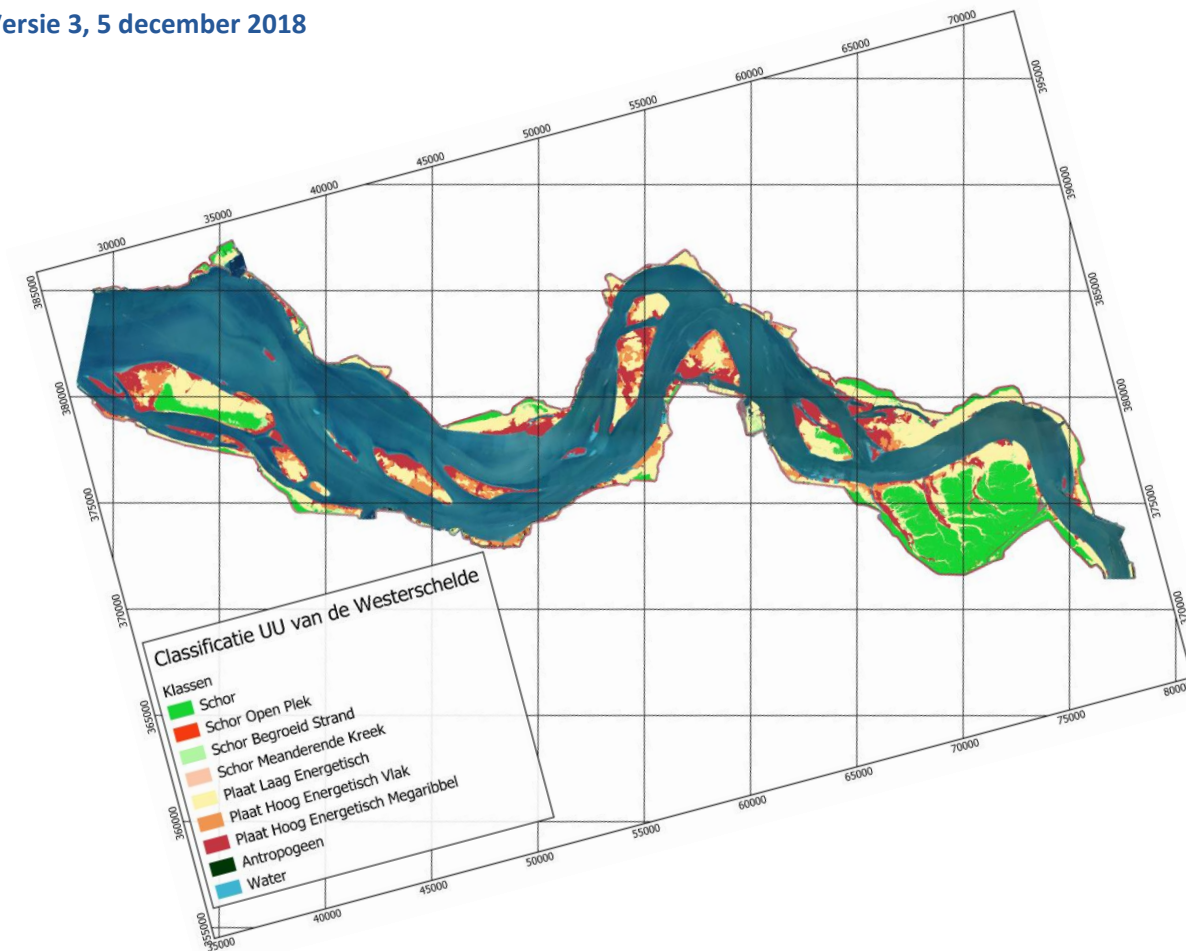 Versie 3, 5 december 2018
30000
35000
40000
45000
50000
55000
60000
65000
70000
385000
380000
375000
370000
365000
360000
395000
390000
385000
380000
375000
370000
Classificatie UU van de Westerschelde
Klassen
Schor
Schor Open Plek
Schor Begroeid Strand
Schor Meanderende Kreek
Plaat Laag Energetisch
Plaat Hoog Energetisch Vlak
Plaat Hoog Energetisch Megaribbel
Antropogeen
Water
35000
40000
45000
50000
55000
60000
65000
70000
75000